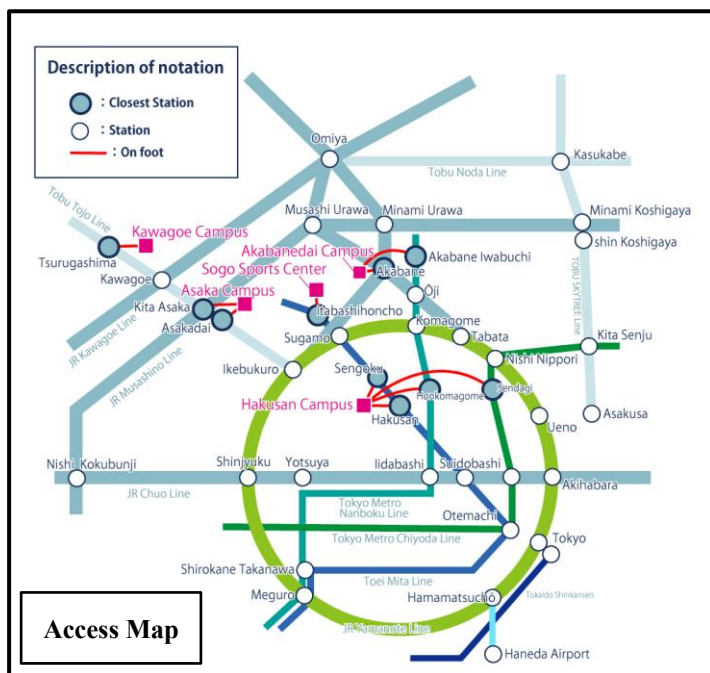 Description of notation
: Closest Station
: Station
: On foot
Omiya
Kasukabe
Tobu Noda Line
Tobu Tojo Line
Kawagoe Campus
Musashi Urawa
Minami Urawa
Minami Koshigaya
shin Koshigaya
Tsurugashima
Akabanedai Campus
Akabane Iwabuchi
Akabane
Kawagoe
Sogo Sports Center
Asaka Campus
Ōji
TOBU SKYTREE Line
Kita Asaka
Itabashihoncho
Asakadai
Komagome
JR Kawagoe Line
Sugamo
Tabata
Kita Senju
Nishi Nippori
JR Musashino Line
Ikebukuro
Sengoku
Honkomagome
Sendagi
Hakusan Campus
Hakusan
Asakusa
Ueno
Nishi Kokubunji
Shinjyuku
Yotsuya
Iidabashi
Suidobashi
Akihabara
JR Chuo Line
Tokyo Metro
Nanboku Line
Otemachi
Tokyo Metro Chiyoda Line
Tokyo
Shirokane Takanawa
Toei Mita Line
Meguro
Hamamatsucho
Tokaido Shinkansen
JR Yamanote Line
Haneda Airport
Access Map